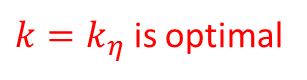 k = k_η is optimal